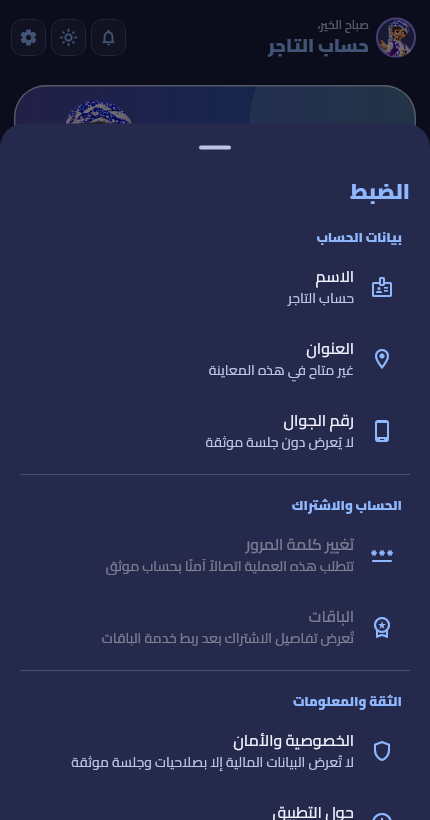 صباح الخير،
حساب التاجر
الضبط
بيانات الحساب
الاسم
حساب التاجر
العنوان
غير متاح في هذه المعاينة
رقم الجوال
لا يُعرض دون جلسة موثقة
الحساب والاشتراك
تغيير كلمة المرور
تتطلب هذه العملية اتصالاً آمنًا بحساب موثق
الباقات
تُعرض تفاصيل الاشتراك بعد ربط خدمة الباقات
الثقة والمعلومات
الخصوصية والأمان
لا تُعرض البيانات المالية إلا بصلاحيات وجلسة موثقة
حول التطبيق